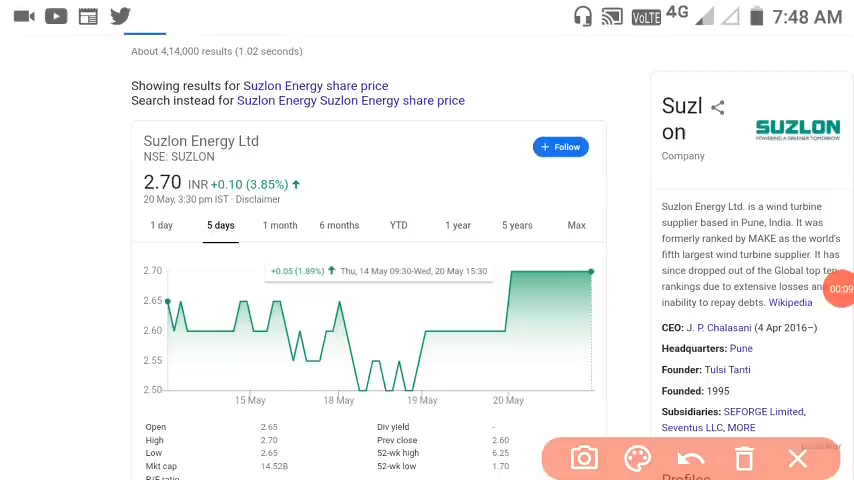 VoLTE 4G 7:48 AM
About 4,14,000 results (1.02 seconds)
Showing results for Suzlon Energy share price
Search instead for Suzlon Energy Suzlon Energy share price
Suzlon Energy Ltd
NSE: SUZLON
+ Follow
2.70 INR +0.10 (3.85%) ↑
20 May, 3:30 pm IST · Disclaimer
1 day 5 days 1 month 6 months YTD 1 year 5 years Max
+0.05 (1.89%) ↑ Thu, 14 May 09:30-Wed, 20 May 15:30
2.70
2.65
2.60
2.55
2.50
15 May 18 May 19 May 20 May
Open 2.65 Div yield -
High 2.70 Prev close 2.60
Low 2.65 52-wk high 6.25
Mkt cap 14.52B 52-wk low 1.70
P/E ratio
Suzl
on
Company
SUZLON
POWERING A GREENER TOMORROW
Suzlon Energy Ltd. is a wind turbine
supplier based in Pune, India. It was
formerly ranked by MAKE as the world's
fifth largest wind turbine supplier. It has
since dropped out of the Global top ten
rankings due to extensive losses and
inability to repay debts. Wikipedia
00:09
CEO: J. P. Chalasani (4 Apr 2016–)
Headquarters: Pune
Founder: Tulsi Tanti
Founded: 1995
Subsidiaries: SEFORGE Limited,
Seventus LLC, MORE
Disclaimer
Profiles